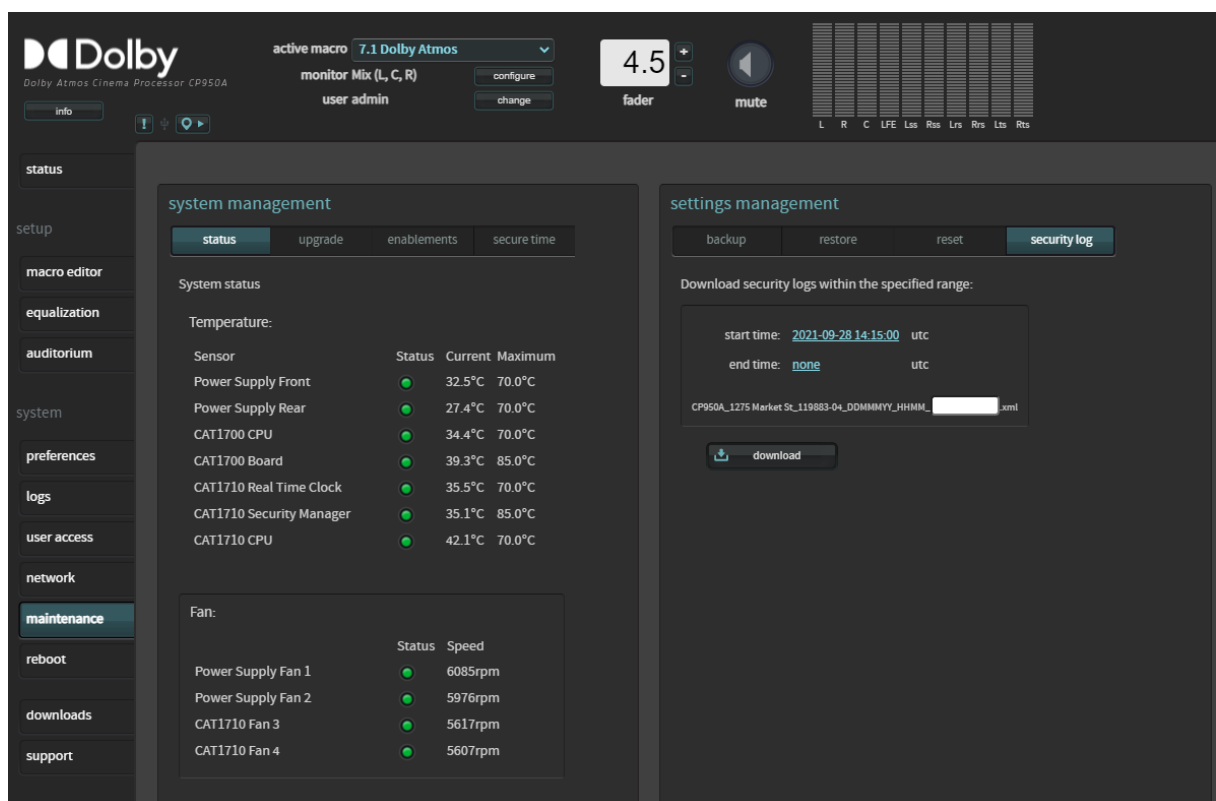 Dolby
Dolby Atmos Cinema Processor CP950A
info
active macro 7.1 Dolby Atmos
monitor Mix (L, C, R) configure
user admin change
4.5 + -
fader
mute
L R C LFE Lss Rss Lrs Rrs Lts Rts
status
setup
macro editor
equalization
auditorium
system
preferences
logs
user access
network
maintenance
reboot
downloads
support
system management
status upgrade enablements secure time
System status
Temperature:
Sensor Status Current Maximum
Power Supply Front 32.5°C 70.0°C
Power Supply Rear 27.4°C 70.0°C
CAT1700 CPU 34.4°C 70.0°C
CAT1700 Board 39.3°C 85.0°C
CAT1710 Real Time Clock 35.5°C 70.0°C
CAT1710 Security Manager 35.1°C 85.0°C
CAT1710 CPU 42.1°C 70.0°C
Fan:
Status Speed
Power Supply Fan 1 6085rpm
Power Supply Fan 2 5976rpm
CAT1710 Fan 3 5617rpm
CAT1710 Fan 4 5607rpm
settings management
backup restore reset security log
Download security logs within the specified range:
start time: 2021-09-28 14:15:00 utc
end time: none utc
CP950A_1275 Market St_119883-04_DDMMMYY_HHMM_ .xml
download